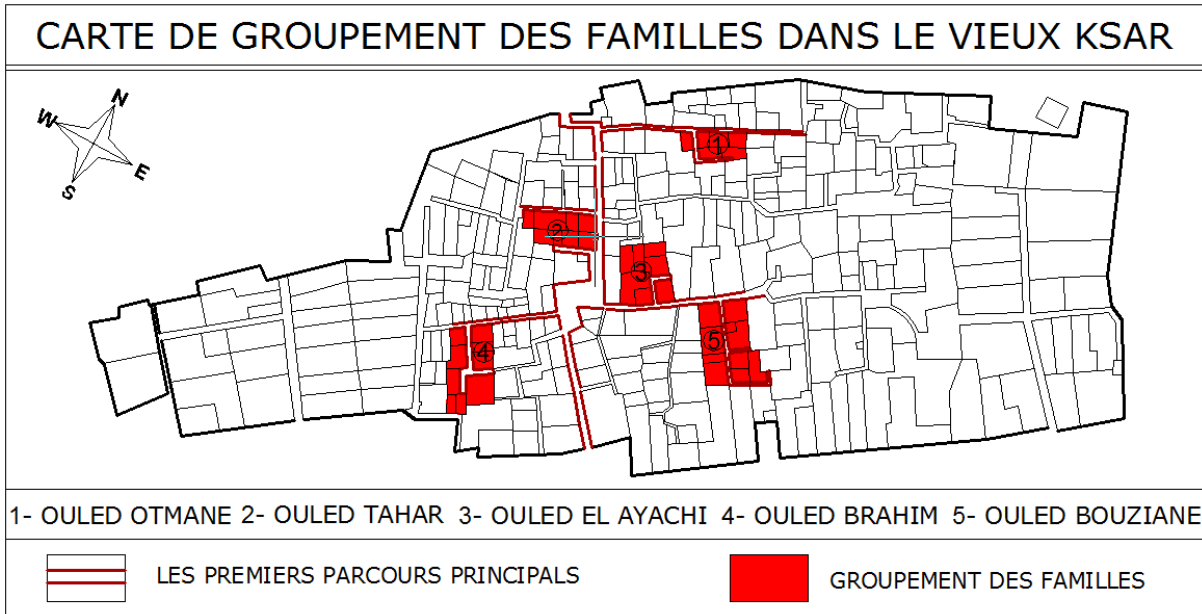 CARTE DE GROUPEMENT DES FAMILLES DANS LE VIEUX KSAR
N
W
E
S
1
2
3
4
5
1- OULED OTMANE 2- OULED TAHAR 3- OULED EL AYACHI 4- OULED BRAHIM 5- OULED BOUZIANE
LES PREMIERS PARCOURS PRINCIPALS
GROUPEMENT DES FAMILLES